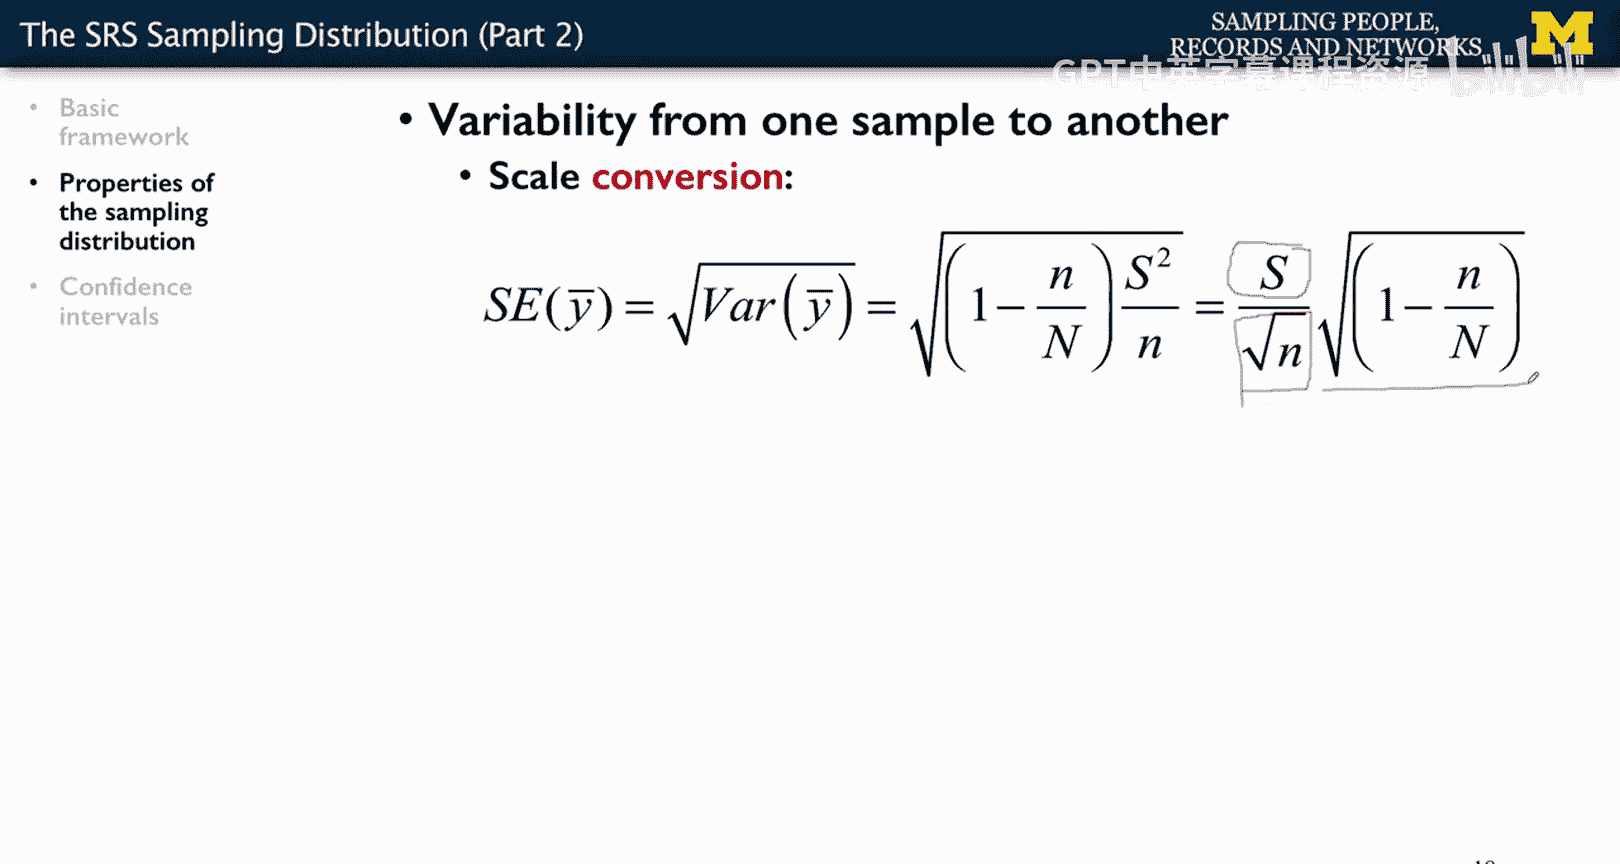 The SRS Sampling Distribution (Part 2)
SAMPLING PEOPLE,
RECORDS AND NETWORKS
M
GPT中英字幕课程资源
• Basic
framework
• Properties of
the sampling
distribution
• Confidence
intervals
• Variability from one sample to another
• Scale conversion:
SE(y̅) = √Var(y̅) = √((1 − n/N) S²/n) = S/√n √(1 − n/N)